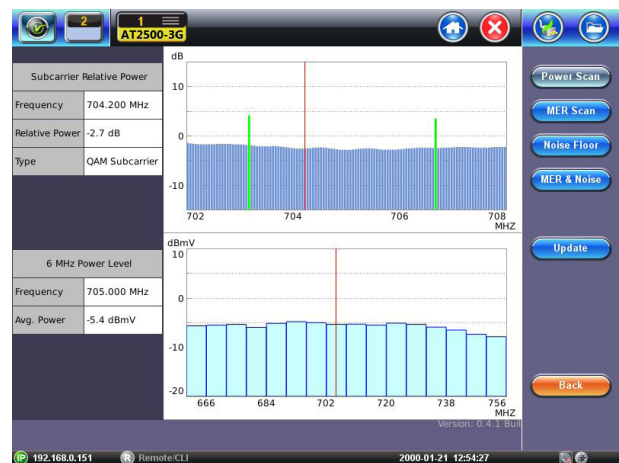 2
1
AT2500-3G
Subcarrier Relative Power
Frequency 704.200 MHz
Relative Power -2.7 dB
Type QAM Subcarrier
dB
10
0
-10
702 704 706 708
MHZ
6 MHz Power Level
Frequency 705.000 MHz
Avg. Power -5.4 dBmV
dBmV
10
0
-10
-20
666 684 702 720 738 756
MHZ
Version: 0.4.1 Buil
Power Scan
MER Scan
Noise Floor
MER & Noise
Update
Back
IP 192.168.0.151 R Remote/CLI 2000-01-21 12:54:27